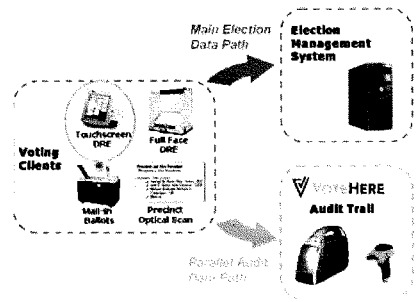 Main Election
Data Path
Election
Management
System
Voting
Clients
Touchscreen
DRE
Full Face
DRE
Mail-in
Ballots
Precinct
Optical Scan
VoteHERE
Audit Trail
Parallel Audit
Data Path